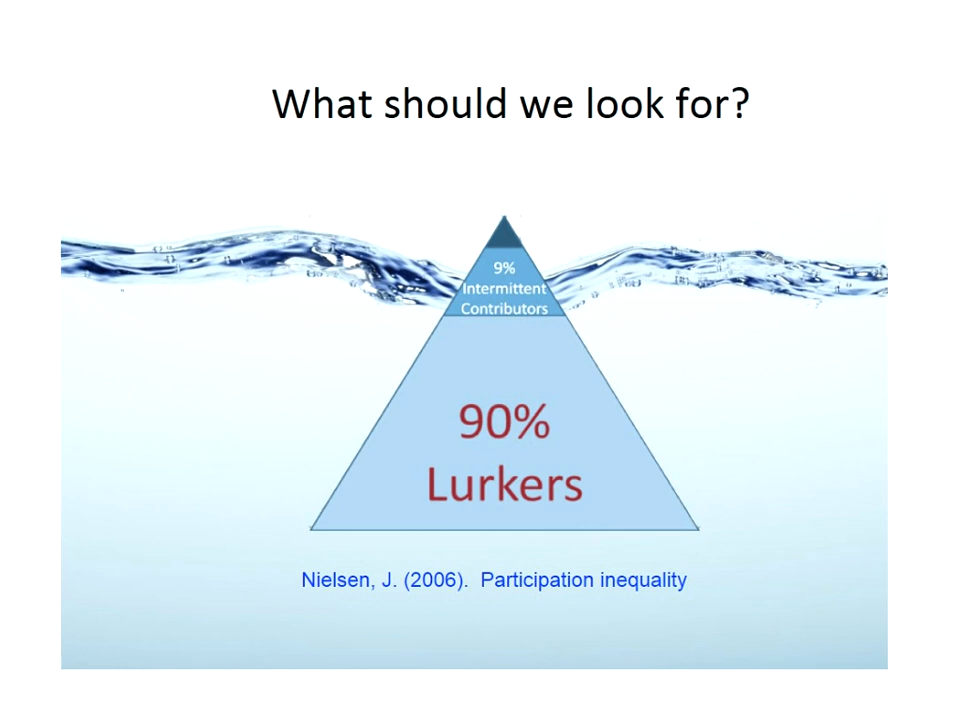 What should we look for?
9%
Intermittent
Contributors
90%
Lurkers
Nielsen, J. (2006).  Participation inequality